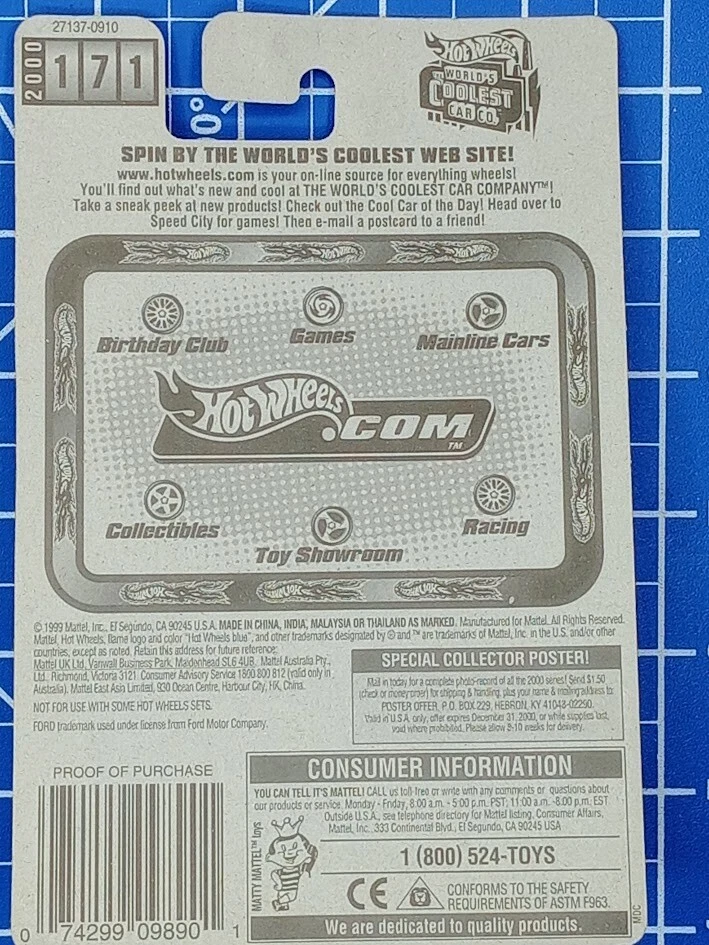 27137-0910
2000 171
HOT WHEELS
WORLD'S
COOLEST
CAR CO.
0°
SPIN BY THE WORLD'S COOLEST WEB SITE!
www.hotwheels.com is your on-line source for everything wheels!
You'll find out what's new and cool at THE WORLD'S COOLEST CAR COMPANY™!
Take a sneak peek at new products! Check out the Cool Car of the Day! Head over to
Speed City for games! Then e-mail a postcard to a friend!
Birthday Club
Games
Mainline Cars
HOT WHEELS
.COM™
Collectibles
Toy Showroom
Racing
©1999 Mattel, Inc., El Segundo, CA 90245 U.S.A. MADE IN CHINA, INDIA, MALAYSIA OR THAILAND AS MARKED. Manufactured for Mattel. All Rights Reserved.
Mattel, Hot Wheels, flame logo and color "Hot Wheels blue", and other trademarks designated by ® and ™ are trademarks of Mattel, Inc. in the U.S. and/or other
countries, except as noted. Retain this address for future reference:
Mattel UK Ltd, Vanwall Business Park, Maidenhead SL6 4UB. Mattel Australia Pty.,
Ltd. Richmond, Victoria 3121. Consumer Advisory Service 1800 800 812 (valid only in
Australia). Mattel East Asia Limited, 930 Ocean Centre, Harbour City, HK, China.
NOT FOR USE WITH SOME HOT WHEELS SETS.
FORD trademark used under license from Ford Motor Company.
SPECIAL COLLECTOR POSTER!
Mail in today for a complete photo-record of all the 2000 series! Send $1.50
(check or money order) for shipping & handling, plus your name & mailing address to:
POSTER OFFER, P.O. BOX 229, HEBRON, KY 41048-02290.
Valid in U.S.A. only, offer expires December 31, 2000, or while supplies last,
void where prohibited. Please allow 8-10 weeks for delivery.
PROOF OF PURCHASE
0 74299 09890 1
CONSUMER INFORMATION
YOU CAN TELL IT'S MATTEL! CALL us toll-free or write with any comments or questions about
our products or service. Monday - Friday, 8:00 a.m. - 5:00 p.m. PST; 11:00 a.m. -8:00 p.m. EST
Outside U.S.A., see telephone directory for Mattel listing. Consumer Affairs,
Mattel, Inc., 333 Continental Blvd., El Segundo, CA 90245 USA
MATTY MATTEL™ toys
1 (800) 524-TOYS
CE
CONFORMS TO THE SAFETY
REQUIREMENTS OF ASTM F963.
We are dedicated to quality products.
MDC